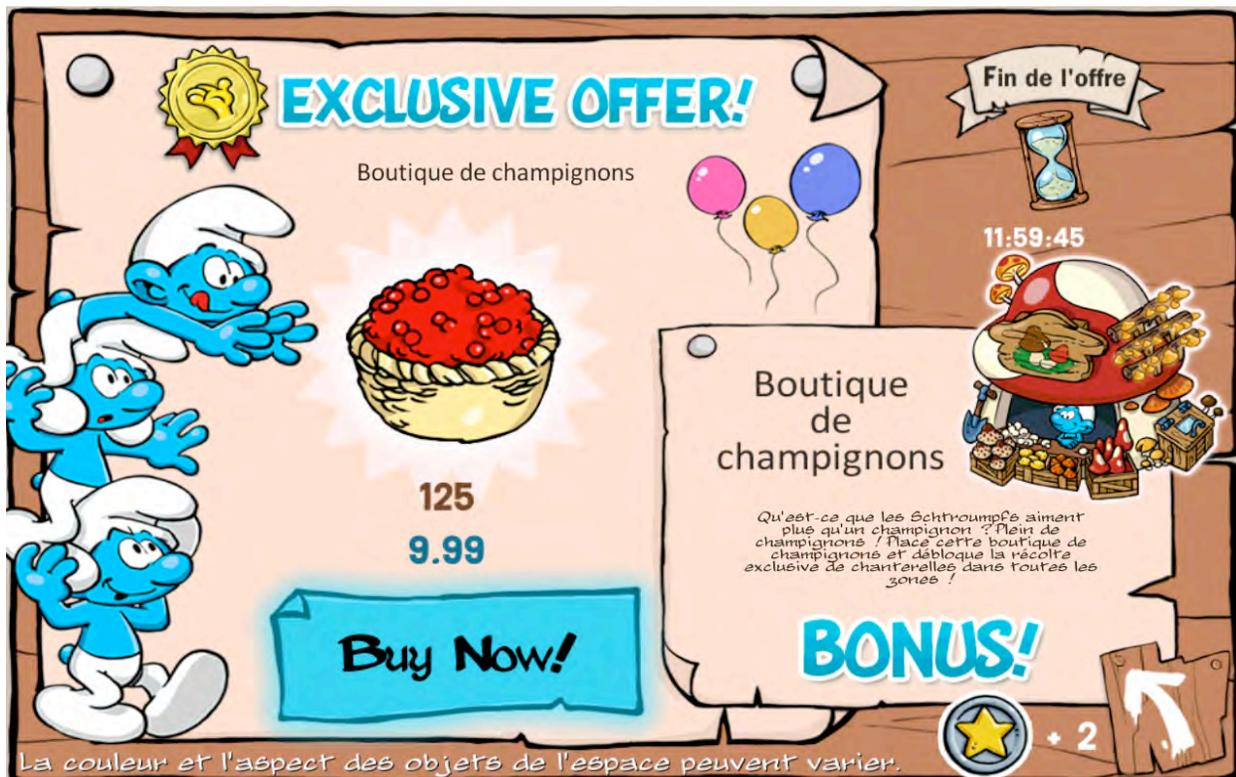 EXCLUSIVE OFFER!
Boutique de champignons
125
9.99
Buy Now!
Fin de l'offre
11:59:45
Boutique
de
champignons
Qu'est-ce que les Schtroumpfs aiment
plus qu'un champignon ? Plein de
champignons ! Place cette boutique de
champignons et débloque la récolte
exclusive de chanterelles dans toutes les
zones !
BONUS!
+ 2
La couleur et l'aspect des objets de l'espace peuvent varier.